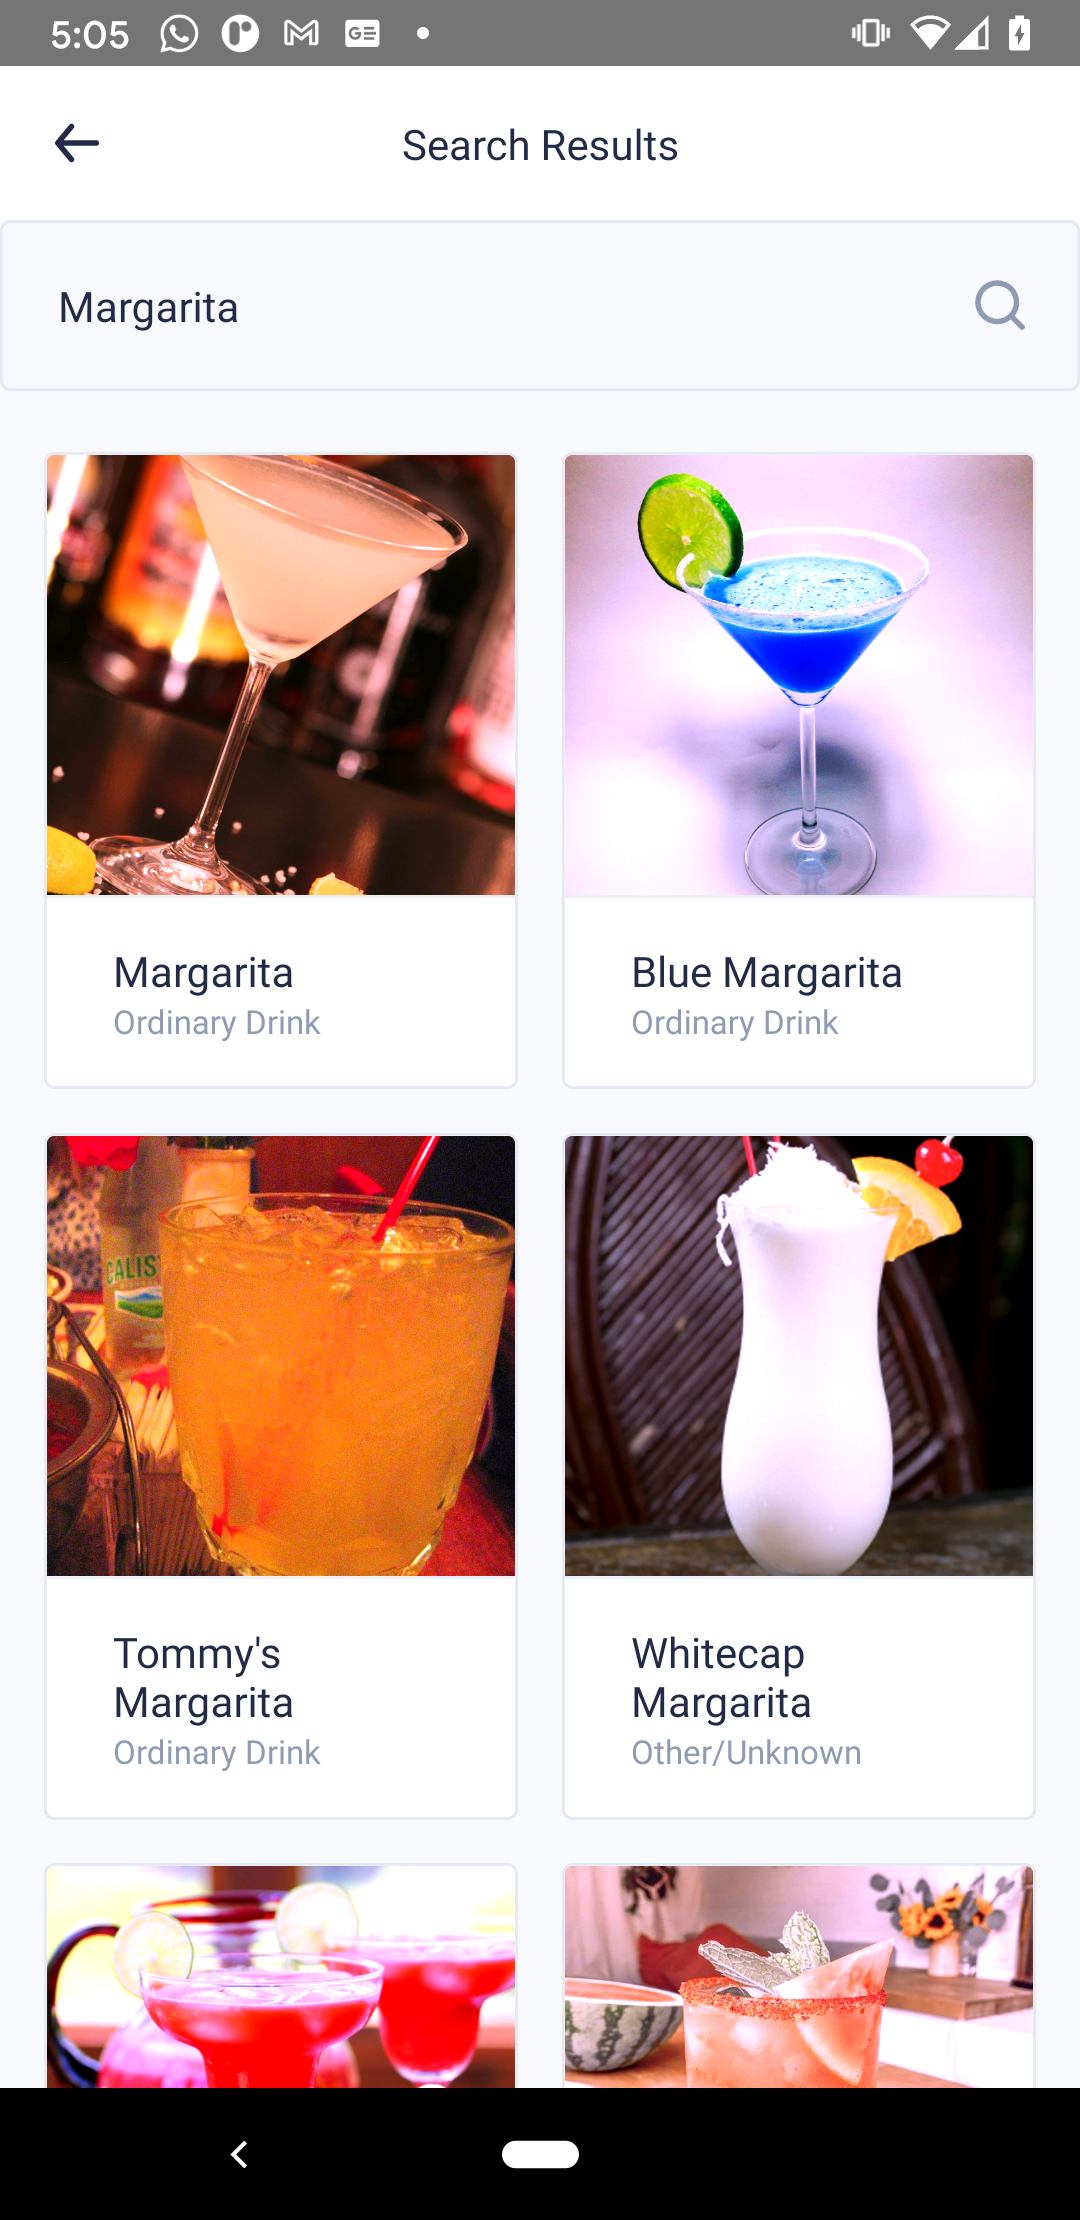 5:05
Search Results
Margarita
Margarita
Ordinary Drink
Blue Margarita
Ordinary Drink
CALIS
Tommy's
Margarita
Ordinary Drink
Whitecap
Margarita
Other/Unknown